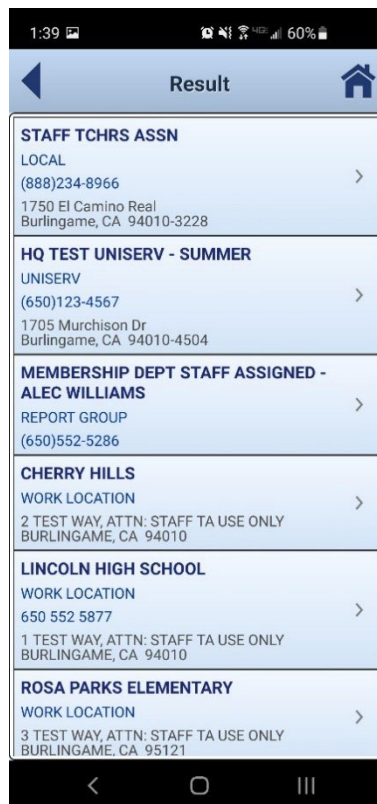 1:39 4GE 60%
Result
STAFF TCHRS ASSN
LOCAL
(888)234-8966
1750 El Camino Real
Burlingame, CA 94010-3228
HQ TEST UNISERV - SUMMER
UNISERV
(650)123-4567
1705 Murchison Dr
Burlingame, CA 94010-4504
MEMBERSHIP DEPT STAFF ASSIGNED -
ALEC WILLIAMS
REPORT GROUP
(650)552-5286
CHERRY HILLS
WORK LOCATION
2 TEST WAY, ATTN: STAFF TA USE ONLY
BURLINGAME, CA 94010
LINCOLN HIGH SCHOOL
WORK LOCATION
650 552 5877
1 TEST WAY, ATTN: STAFF TA USE ONLY
BURLINGAME, CA 94010
ROSA PARKS ELEMENTARY
WORK LOCATION
3 TEST WAY, ATTN: STAFF TA USE ONLY
BURLINGAME, CA 95121